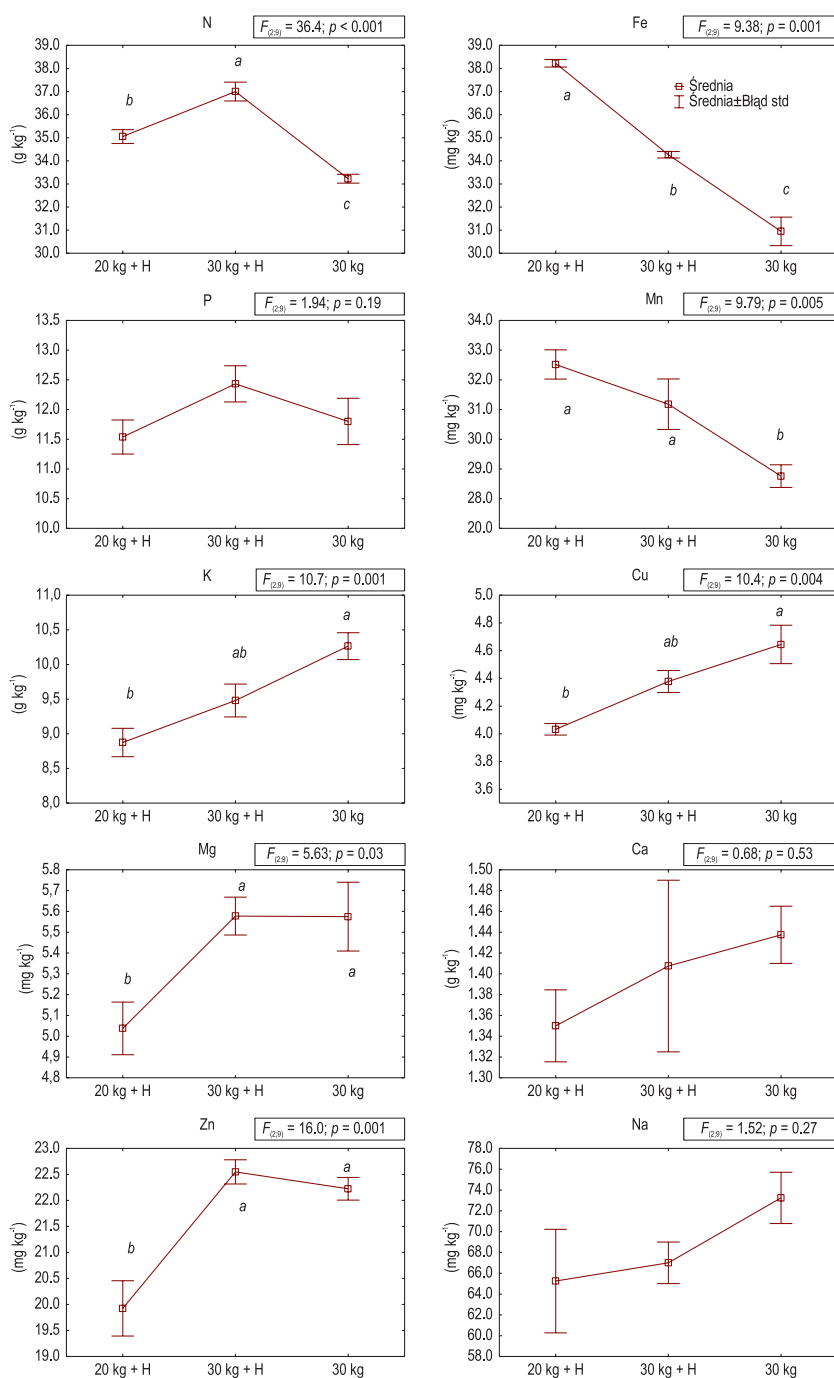 N
F(2;9) = 36.4; p < 0.001
39.0
38.0
37.0
36.0
35.0
34.0
33.0
32.0
31.0
30.0
(g kg-1)
b
a
c
20 kg + H 30 kg + H 30 kg
Fe
F(2;9) = 9.38; p = 0.001
39.0
38.0
37.0
36.0
35.0
34.0
33.0
32.0
31.0
30.0
(mg kg-1)
Średnia
Średnia±Błąd std
a
b
c
20 kg + H 30 kg + H 30 kg
P
F(2;9) = 1.94; p = 0.19
13.5
13.0
12.5
12.0
11.5
11.0
10.5
10.0
(g kg-1)
20 kg + H 30 kg + H 30 kg
Mn
F(2;9) = 9.79; p = 0.005
34.0
33.0
32.0
31.0
30.0
29.0
28.0
20.0
(mg kg-1)
a
a
b
20 kg + H 30 kg + H 30 kg
K
F(2;9) = 10.7; p = 0.001
11,0
10,5
10,0
9,5
9,0
8,5
8,0
(g kg-1)
b
ab
a
20 kg + H 30 kg + H 30 kg
Cu
F(2;9) = 10.4; p = 0.004
5.0
4.8
4.6
4.4
4.2
4.0
3.8
3.6
(mg kg-1)
b
ab
a
20 kg + H 30 kg + H 30 kg
Mg
F(2;9) = 5.63; p = 0.03
5.8
5,7
5.6
5.5
5.4
5.3
5.2
5.1
5.0
4,9
4,8
(mg kg-1)
b
a
a
20 kg + H 30 kg + H 30 kg
Ca
F(2;9) = 0.68; p = 0.53
1.50
1.48
1.46
1.44
1.42
1.40
1.38
1.36
1.34
1.32
1.30
(g kg-1)
20 kg + H 30 kg + H 30 kg
Zn
F(2;9) = 16.0; p = 0.001
23.0
22.5
22.0
21.5
21.0
20.5
20.0
19.5
19.0
(mg kg-1)
b
a
a
20 kg + H 30 kg + H 30 kg
Na
F(2;9) = 1.52; p = 0.27
78.0
76.0
74.0
72.0
70.0
68.0
66.0
64.0
62.0
60.0
58.0
(mg kg-1)
20 kg + H 30 kg + H 30 kg